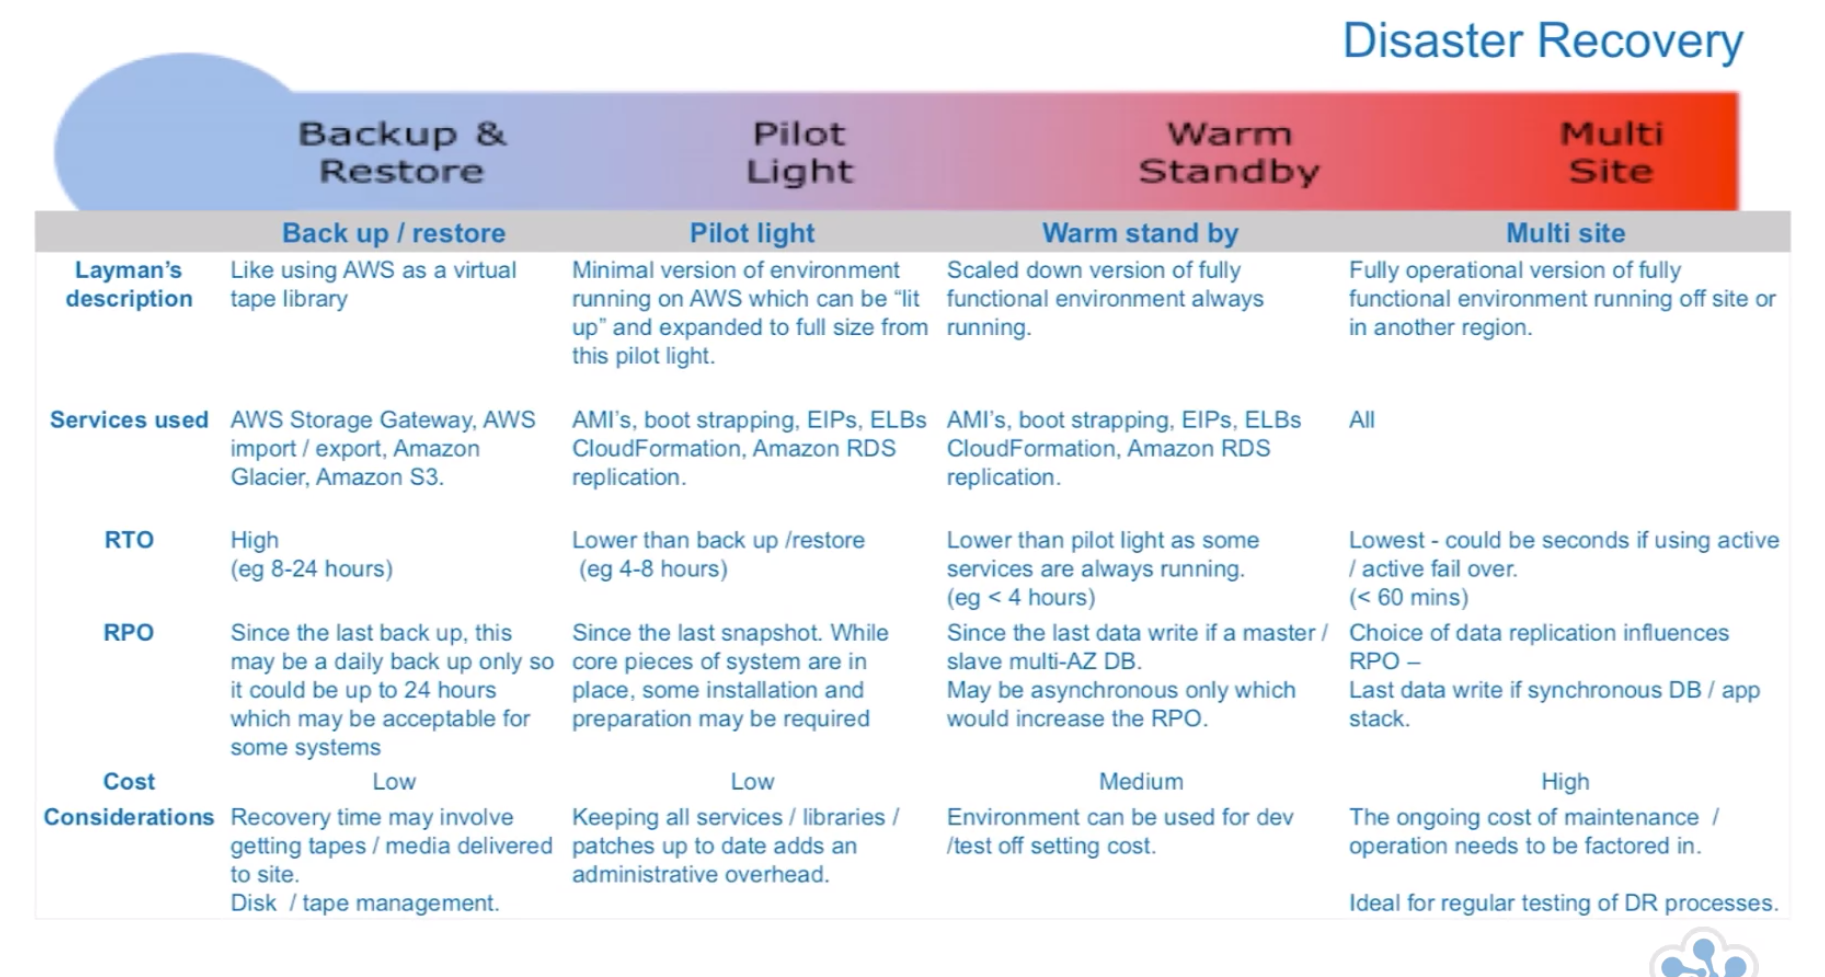 Disaster Recovery
Backup &
Restore
Pilot
Light
Warm
Standby
Multi
Site
Back up / restore
Pilot light
Warm stand by
Multi site
Layman’s
description
Like using AWS as a virtual
tape library
Minimal version of environment
running on AWS which can be “lit
up” and expanded to full size from
this pilot light.
Scaled down version of fully
functional environment always
running.
Fully operational version of fully
functional environment running off site or
in another region.
Services used
AWS Storage Gateway, AWS
import / export, Amazon
Glacier, Amazon S3.
AMI’s, boot strapping, EIPs, ELBs
CloudFormation, Amazon RDS
replication.
AMI’s, boot strapping, EIPs, ELBs
CloudFormation, Amazon RDS
replication.
All
RTO
High
(eg 8-24 hours)
Lower than back up /restore
(eg 4-8 hours)
Lower than pilot light as some
services are always running.
(eg < 4 hours)
Lowest - could be seconds if using active
/ active fail over.
(< 60 mins)
RPO
Since the last back up, this
may be a daily back up only so
it could be up to 24 hours
which may be acceptable for
some systems
Since the last snapshot. While
core pieces of system are in
place, some installation and
preparation may be required
Since the last data write if a master /
slave multi-AZ DB.
May be asynchronous only which
would increase the RPO.
Choice of data replication influences
RPO –
Last data write if synchronous DB / app
stack.
Cost
Low
Low
Medium
High
Considerations
Recovery time may involve
getting tapes / media delivered
to site.
Disk / tape management.
Keeping all services / libraries /
patches up to date adds an
administrative overhead.
Environment can be used for dev
/test off setting cost.
The ongoing cost of maintenance /
operation needs to be factored in.
Ideal for regular testing of DR processes.